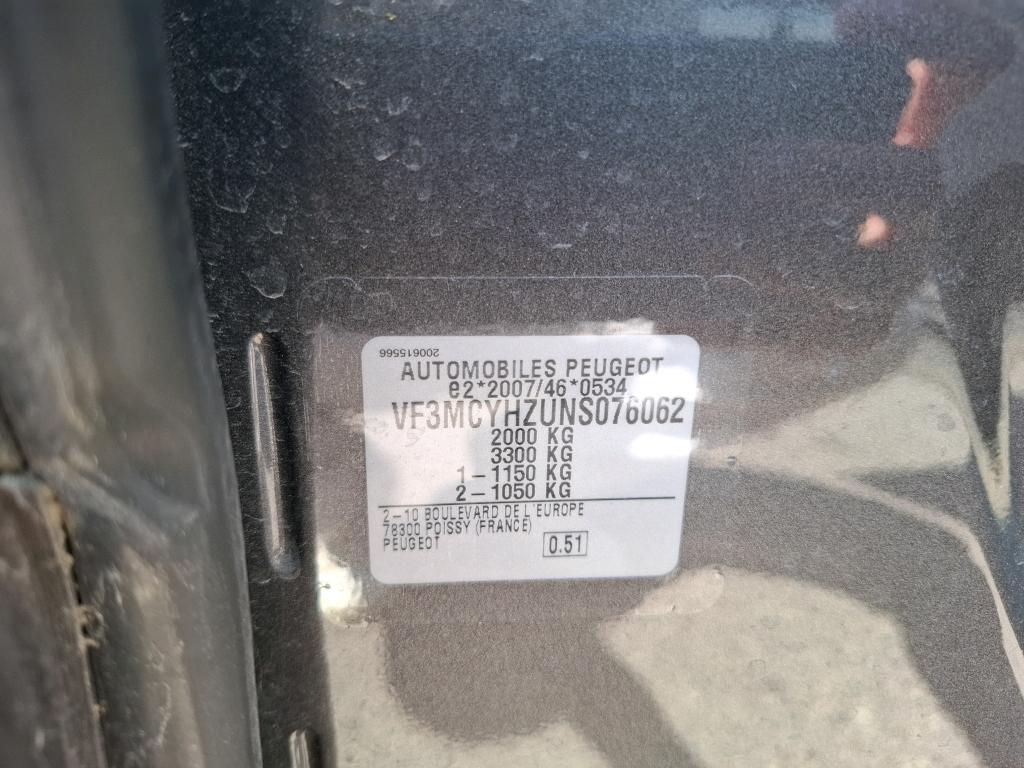 200615566
AUTOMOBILES PEUGEOT
e2*2007/46*0534
VF3MCYHZUNS076062
2000 KG
3300 KG
1-1150 KG
2-1050 KG
2-10 BOULEVARD DE L'EUROPE
78300 POISSY (FRANCE)
PEUGEOT
0.51